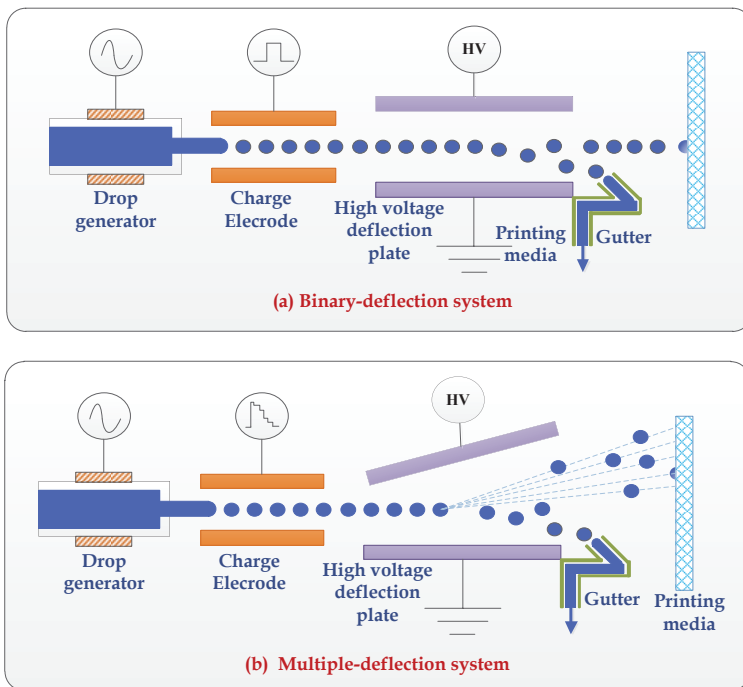 HV
Drop
generator
Charge
Elecrode
High voltage
deflection
plate
Printing
media
Gutter
(a) Binary-deflection system
HV
Drop
generator
Charge
Elecrode
High voltage
deflection
plate
Gutter
Printing
media
(b) Multiple-deflection system